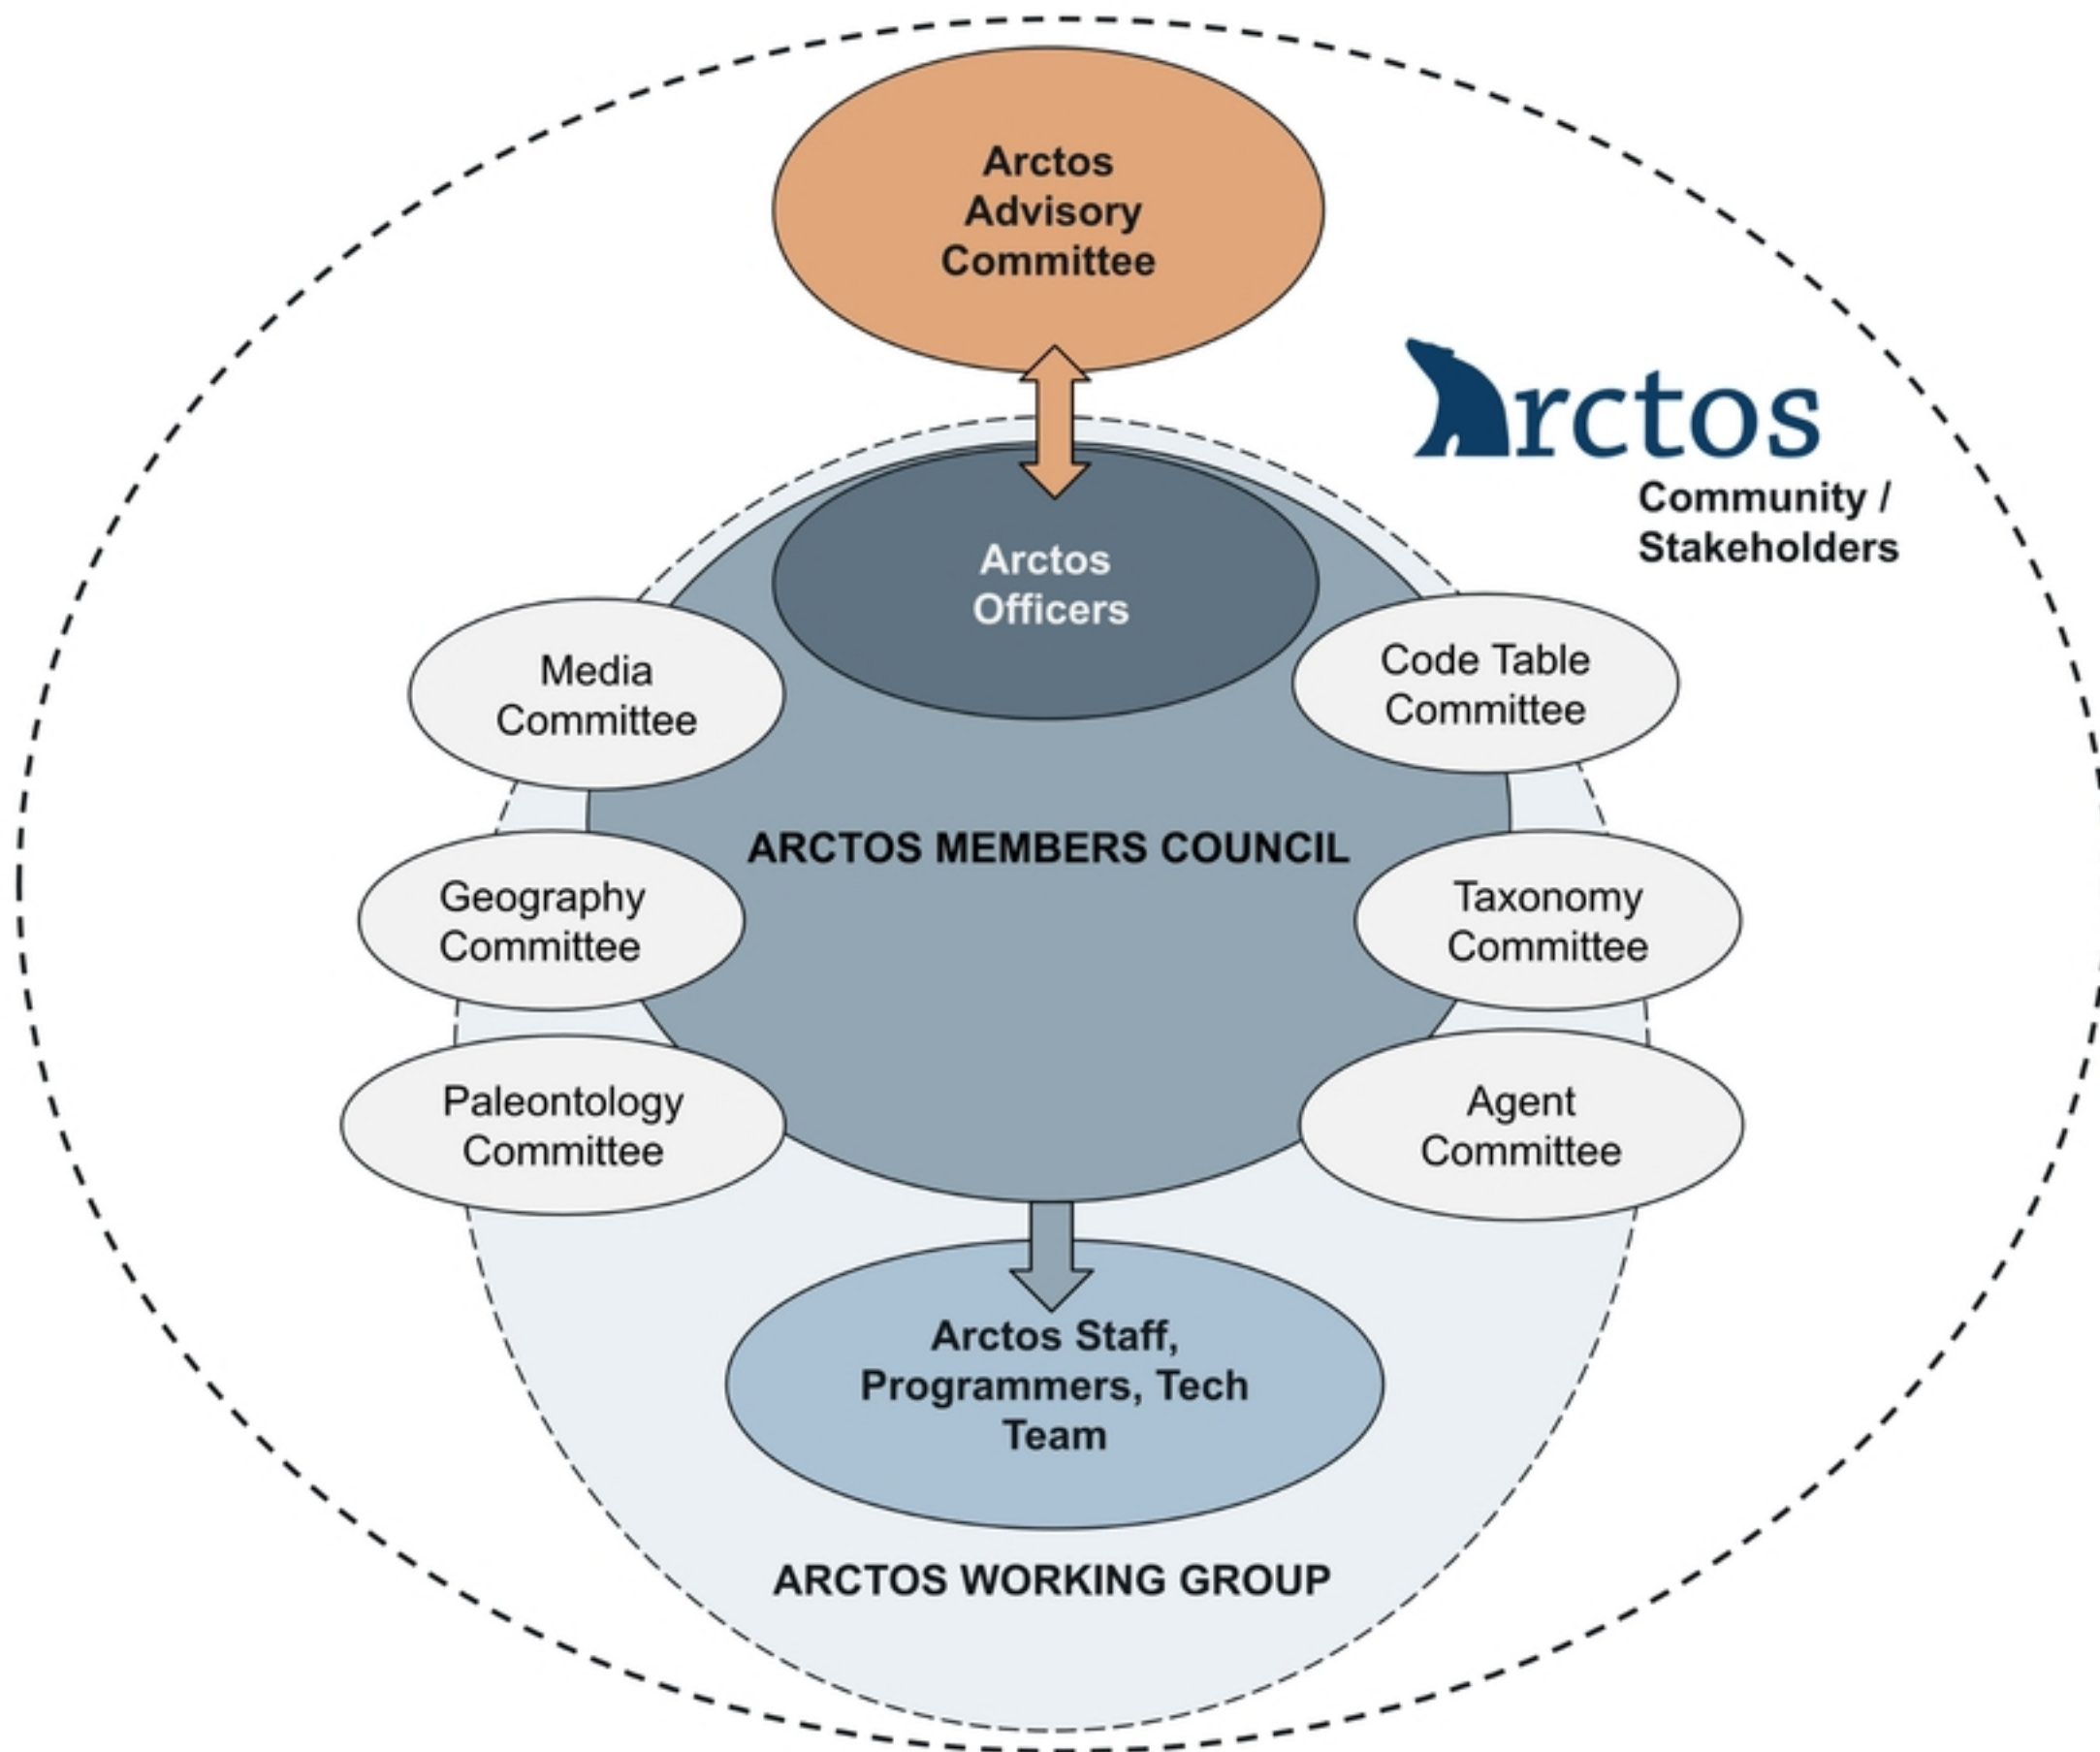 Arctos
Advisory
Committee
Arctos
Community /
Stakeholders
Arctos
Officers
Media
Committee
Code Table
Committee
ARCTOS MEMBERS COUNCIL
Geography
Committee
Taxonomy
Committee
Paleontology
Committee
Agent
Committee
Arctos Staff,
Programmers, Tech
Team
ARCTOS WORKING GROUP